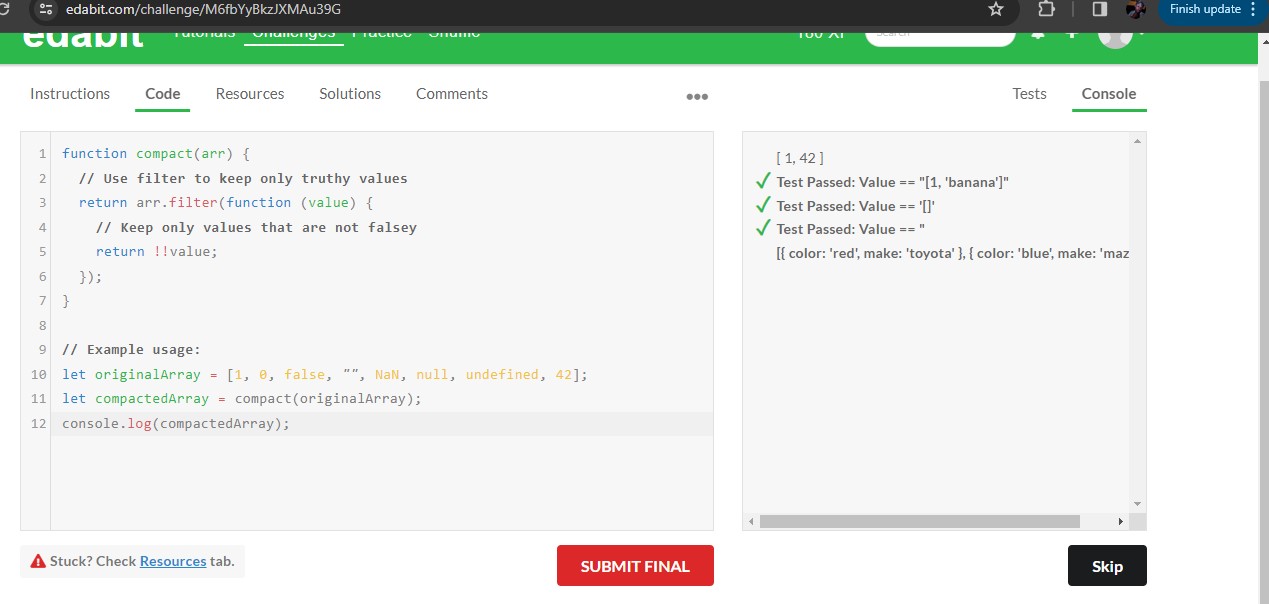 edabit.com/challenge/M6fbYyBkzJXMAu39G
Finish update
edabit Tutorials Challenges Practice Shuffle 180 XP Search
Instructions Code Resources Solutions Comments ••• Tests Console
1 function compact(arr) {
2 // Use filter to keep only truthy values
3 return arr.filter(function (value) {
4 // Keep only values that are not falsey
5 return !!value;
6 });
7 }
8
9 // Example usage:
10 let originalArray = [1, 0, false, "", NaN, null, undefined, 42];
11 let compactedArray = compact(originalArray);
12 console.log(compactedArray);
[ 1, 42 ]
Test Passed: Value == "[1, 'banana']"
Test Passed: Value == '[]'
Test Passed: Value == "
[{ color: 'red', make: 'toyota' }, { color: 'blue', make: 'maz
Stuck? Check Resources tab.
SUBMIT FINAL
Skip